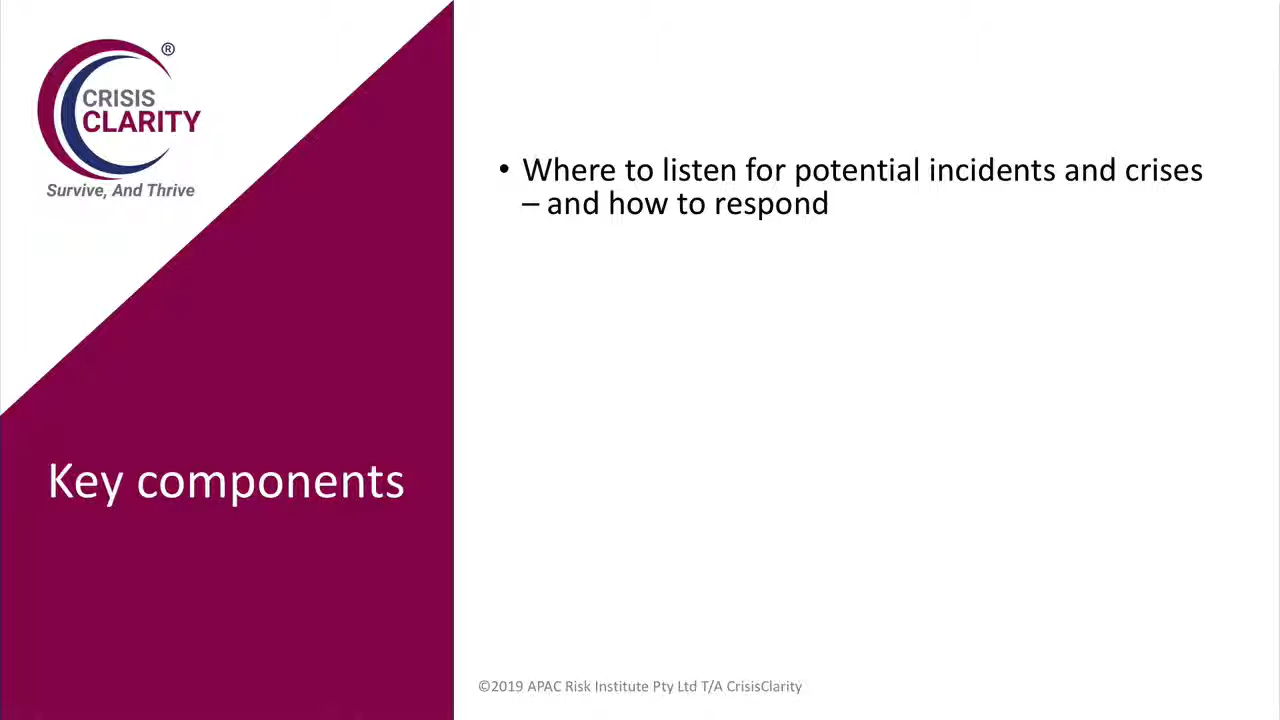 ®
CRISIS
CLARITY
Survive, And Thrive
• Where to listen for potential incidents and crises
– and how to respond
Key components
©2019 APAC Risk Institute Pty Ltd T/A CrisisClarity